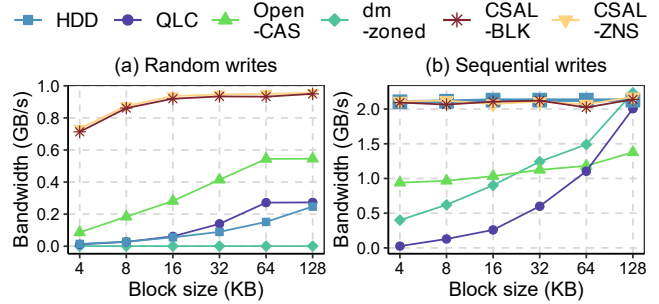 HDD QLC Open-CAS dm-zoned CSAL-BLK CSAL-ZNS
(a) Random writes (b) Sequential writes
Bandwidth (GB/s)
1.0
0.8
0.6
0.4
0.2
0.0
4 8 16 32 64 128
Block size (KB)
Bandwidth (GB/s)
2.0
1.5
1.0
0.5
0.0
4 8 16 32 64 128
Block size (KB)